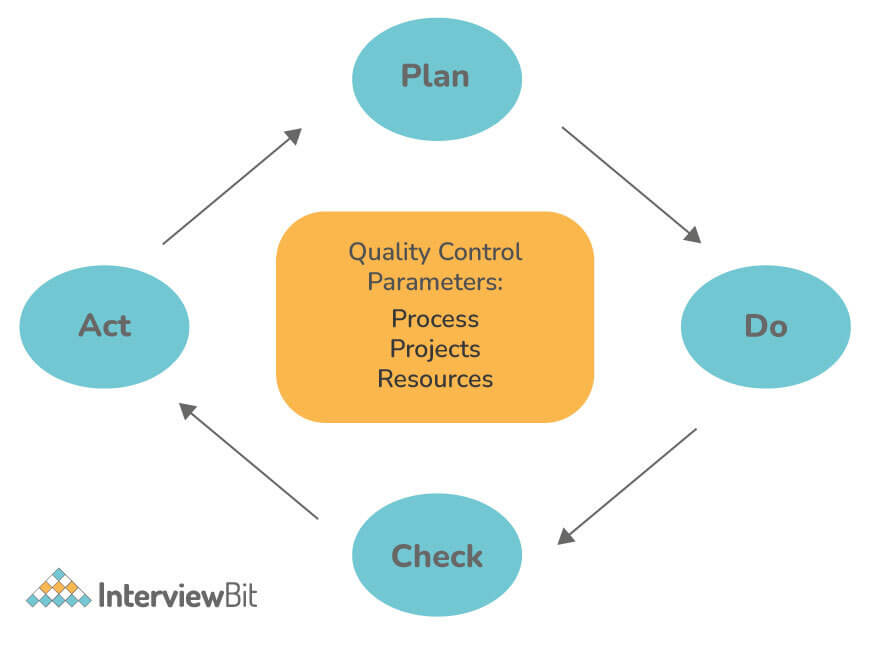 Plan
Act
Quality Control
Parameters:
Process
Projects
Resources
Do
Check
InterviewBit